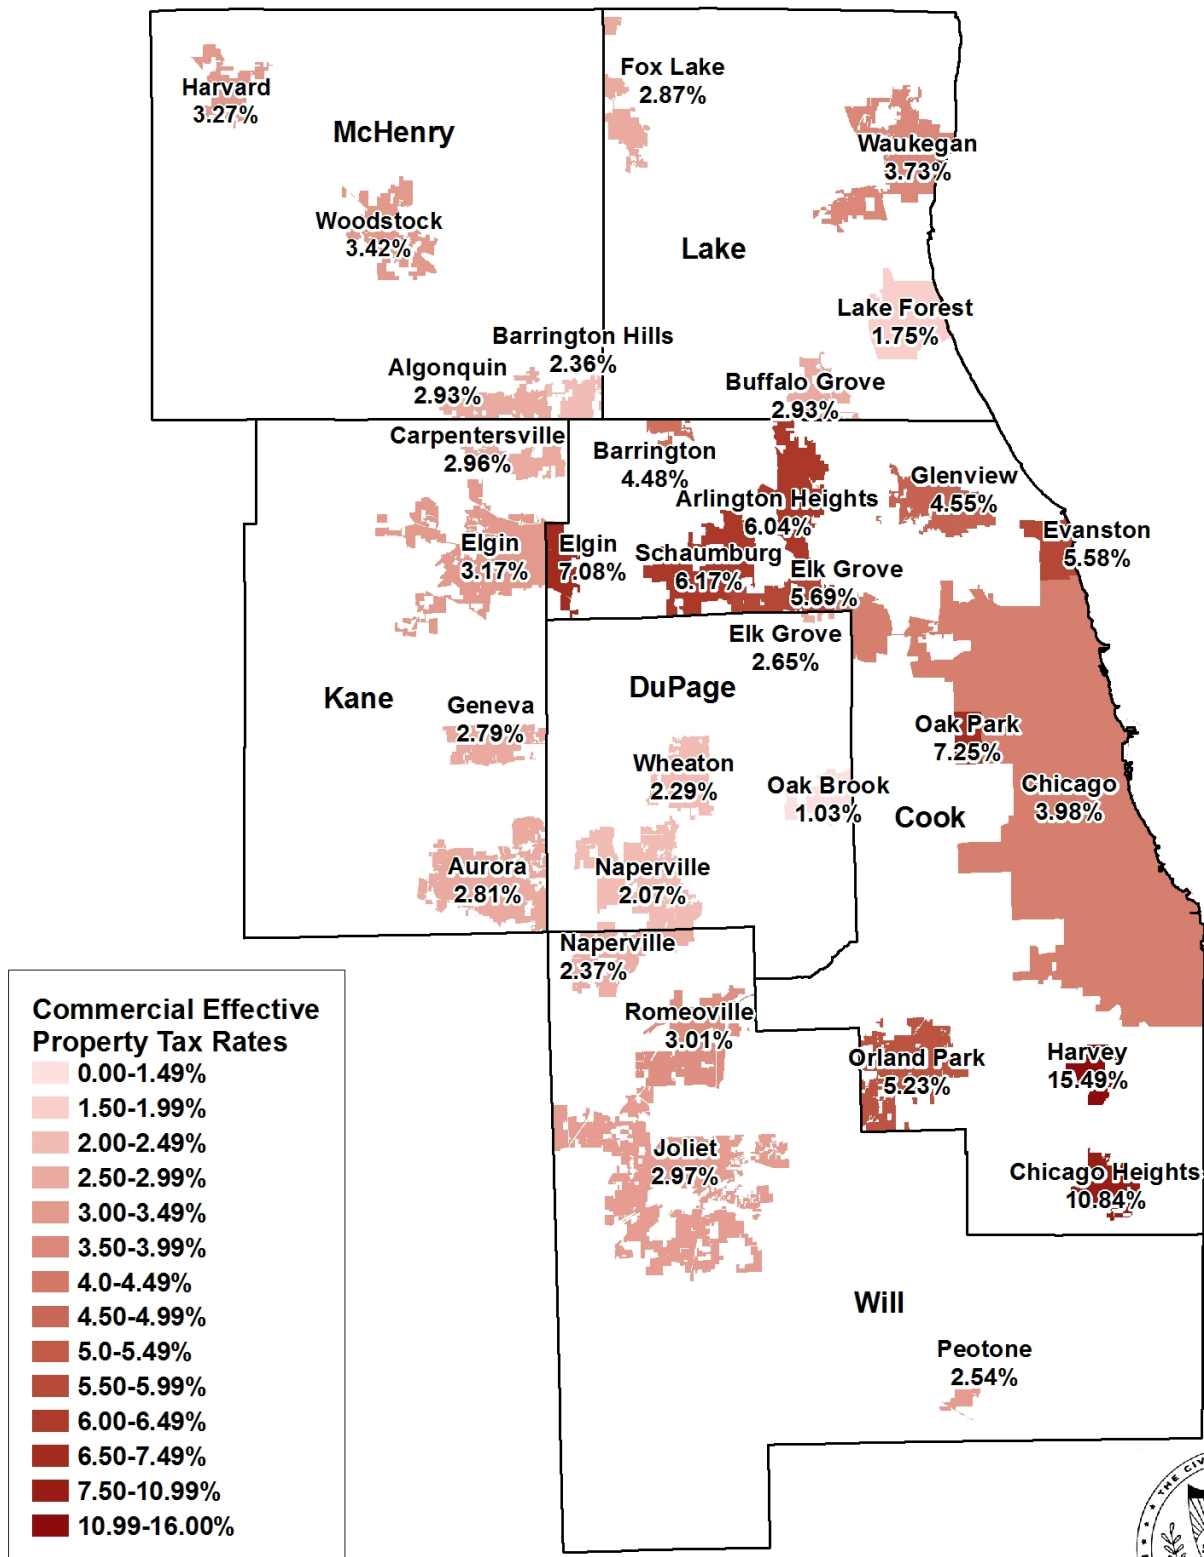 Fox Lake
2.87%
Harvard
3.27%
McHenry
Waukegan
3.73%
Woodstock
3.42%
Lake
Lake Forest
1.75%
Barrington Hills
2.36%
Algonquin
2.93%
Buffalo Grove
2.93%
Carpentersville
2.96%
Barrington
4.48%
Glenview
4.55%
Arlington Heights
6.04%
Evanston
5.58%
Elgin
3.17%
Elgin
7.08%
Schaumburg
6.17%
Elk Grove
5.69%
Elk Grove
2.65%
DuPage
Kane
Geneva
2.79%
Oak Park
7.25%
Wheaton
2.29%
Oak Brook
1.03%
Chicago
3.98%
Cook
Aurora
2.81%
Naperville
2.07%
Naperville
2.37%
Romeoville
3.01%
Orland Park
5.23%
Harvey
15.49%
Joliet
2.97%
Chicago Heights
10.84%
Will
Peotone
2.54%
Commercial Effective
Property Tax Rates
0.00-1.49%
1.50-1.99%
2.00-2.49%
2.50-2.99%
3.00-3.49%
3.50-3.99%
4.0-4.49%
4.50-4.99%
5.0-5.49%
5.50-5.99%
6.00-6.49%
6.50-7.49%
7.50-10.99%
10.99-16.00%
THE CIV